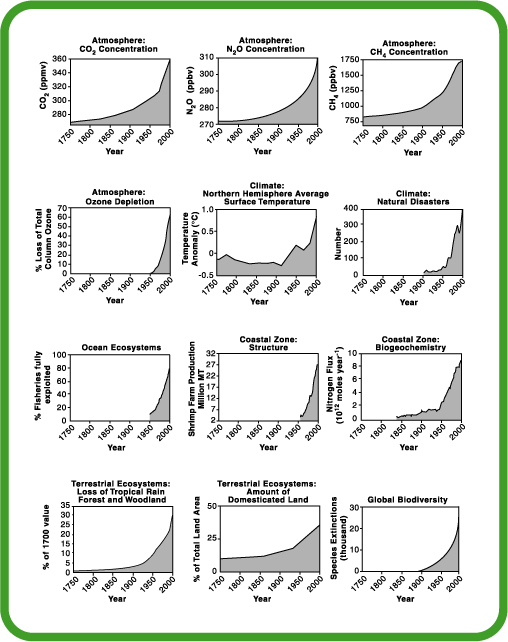 Atmosphere:
CO2 Concentration
CO2 (ppmv)
360
340
320
300
280
1750
1800
1850
1900
1950
2000
Year
Atmosphere:
N2O Concentration
N2O (ppbv)
310
300
290
280
270
1750
1800
1850
1900
1950
2000
Year
Atmosphere:
CH4 Concentration
CH4 (ppbv)
1750
1500
1250
1000
750
1750
1800
1850
1900
1950
2000
Year
Atmosphere:
Ozone Depletion
% Loss of Total
Column Ozone
70
60
50
40
30
20
10
0
1750
1800
1850
1900
1950
2000
Year
Climate:
Northern Hemisphere Average
Surface Temperature
Temperature
Anomaly (°C)
1.0
0.5
0
-0.5
1750
1800
1850
1900
1950
2000
Year
Climate:
Natural Disasters
Number
400
300
200
100
0
1750
1800
1850
1900
1950
2000
Year
Ocean Ecosystems
% Fisheries fully
exploited
100
80
60
40
20
0
1750
1800
1850
1900
1950
2000
Year
Coastal Zone:
Structure
Shrimp Farm Production
Million MT
32
27
22
17
12
7
2
1750
1800
1850
1900
1950
2000
Year
Coastal Zone:
Biogeochemistry
Nitrogen Flux
(10¹² moles year⁻¹)
10
8
6
4
2
0
1750
1800
1850
1900
1950
2000
Year
Terrestrial Ecosystems:
Loss of Tropical Rain
Forest and Woodland
% of 1700 value
35
30
25
20
15
10
5
0
1750
1800
1850
1900
1950
2000
Year
Terrestrial Ecosystems:
Amount of
Domesticated Land
% of Total Land Area
50
25
0
1750
1800
1850
1900
1950
2000
Year
Global Biodiversity
Species Extinctions
(thousand)
30
20
10
0
1750
1800
1850
1900
1950
2000
Year